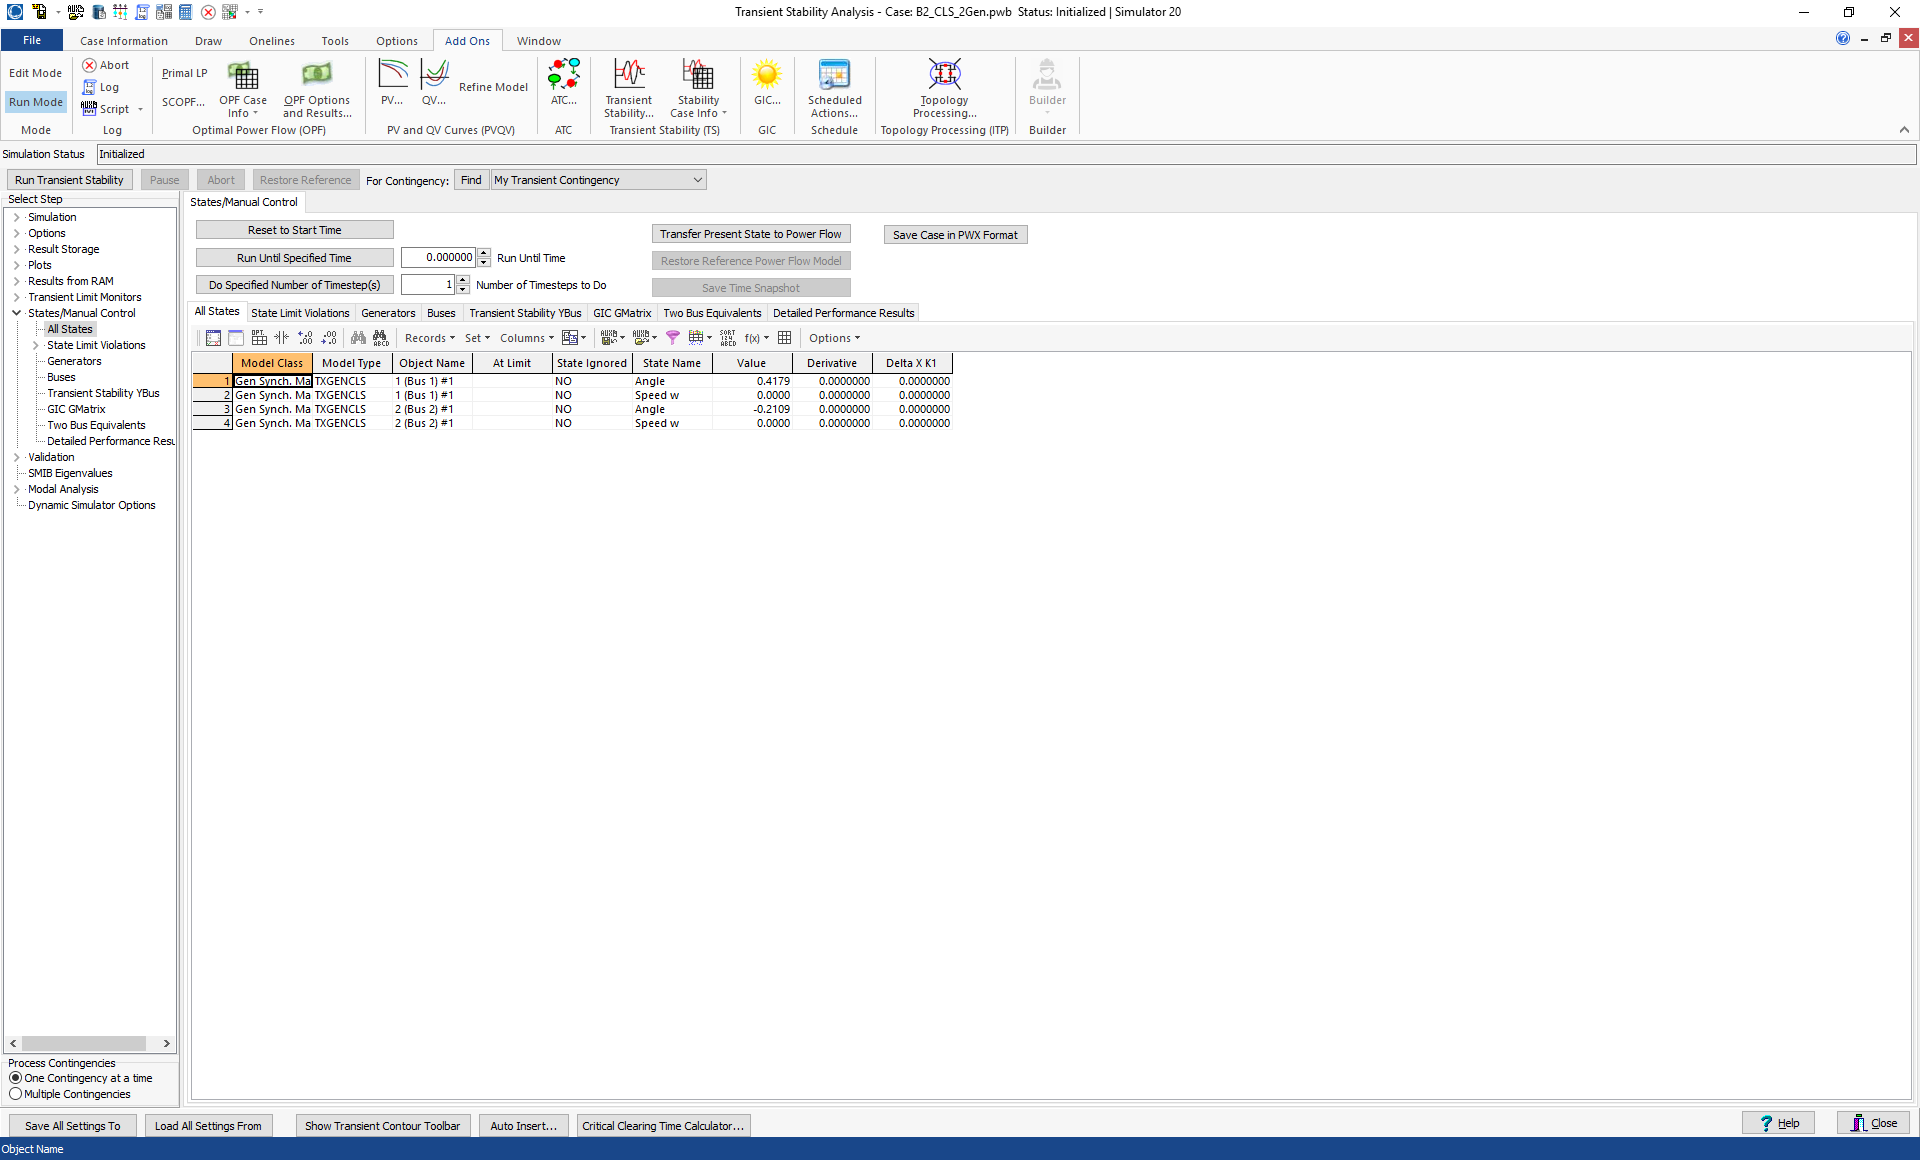 Transient Stability Analysis - Case: B2_CLS_2Gen.pwb  Status: Initialized | Simulator 20
File Case Information Draw Onelines Tools Options Add Ons Window
Edit Mode
Run Mode
Mode
Abort
Log
Script
Log
Primal LP
SCOPF...
OPF Case
Info
OPF Options
and Results...
Optimal Power Flow (OPF)
PV...
QV...
Refine Model
PV and QV Curves (PVQV)
ATC...
ATC
Transient
Stability...
Stability
Case Info
Transient Stability (TS)
GIC...
GIC
Scheduled
Actions...
Schedule
Topology
Processing...
Topology Processing (ITP)
Builder
Builder
Simulation Status Initialized
Run Transient Stability Pause Abort Restore Reference For Contingency: Find My Transient Contingency
Select Step
Simulation
Options
Result Storage
Plots
Results from RAM
Transient Limit Monitors
States/Manual Control
All States
State Limit Violations
Generators
Buses
Transient Stability YBus
GIC GMatrix
Two Bus Equivalents
Detailed Performance Resu
Validation
SMIB Eigenvalues
Modal Analysis
Dynamic Simulator Options
Process Contingencies
One Contingency at a time
Multiple Contingencies
States/Manual Control
Reset to Start Time
Run Until Specified Time 0.000000 Run Until Time
Do Specified Number of Timestep(s) 1 Number of Timesteps to Do
Transfer Present State to Power Flow
Restore Reference Power Flow Model
Save Time Snapshot
Save Case in PWX Format
All States State Limit Violations Generators Buses Transient Stability YBus GIC GMatrix Two Bus Equivalents Detailed Performance Results
Records Set Columns Options
Model Class Model Type Object Name At Limit State Ignored State Name Value Derivative Delta X K1
1 Gen Synch. Ma TXGENCLS 1 (Bus 1) #1 NO Angle 0.4179 0.0000000 0.0000000
2 Gen Synch. Ma TXGENCLS 1 (Bus 1) #1 NO Speed w 0.0000 0.0000000 0.0000000
3 Gen Synch. Ma TXGENCLS 2 (Bus 2) #1 NO Angle -0.2109 0.0000000 0.0000000
4 Gen Synch. Ma TXGENCLS 2 (Bus 2) #1 NO Speed w 0.0000 0.0000000 0.0000000
Save All Settings To Load All Settings From Show Transient Contour Toolbar Auto Insert... Critical Clearing Time Calculator... Help Close
Object Name